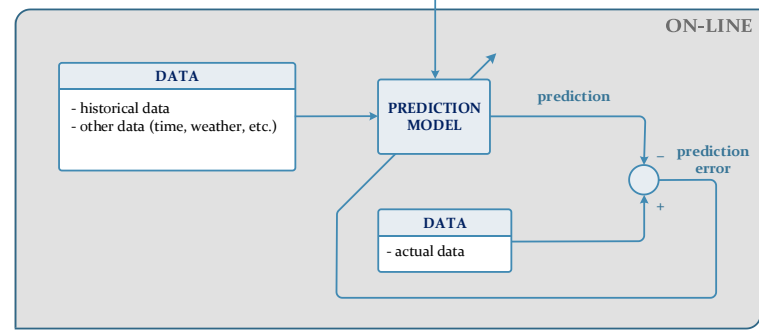 ON-LINE
DATA
- historical data
- other data (time, weather, etc.)
PREDICTION
MODEL
prediction
−
prediction
error
+
DATA
- actual data